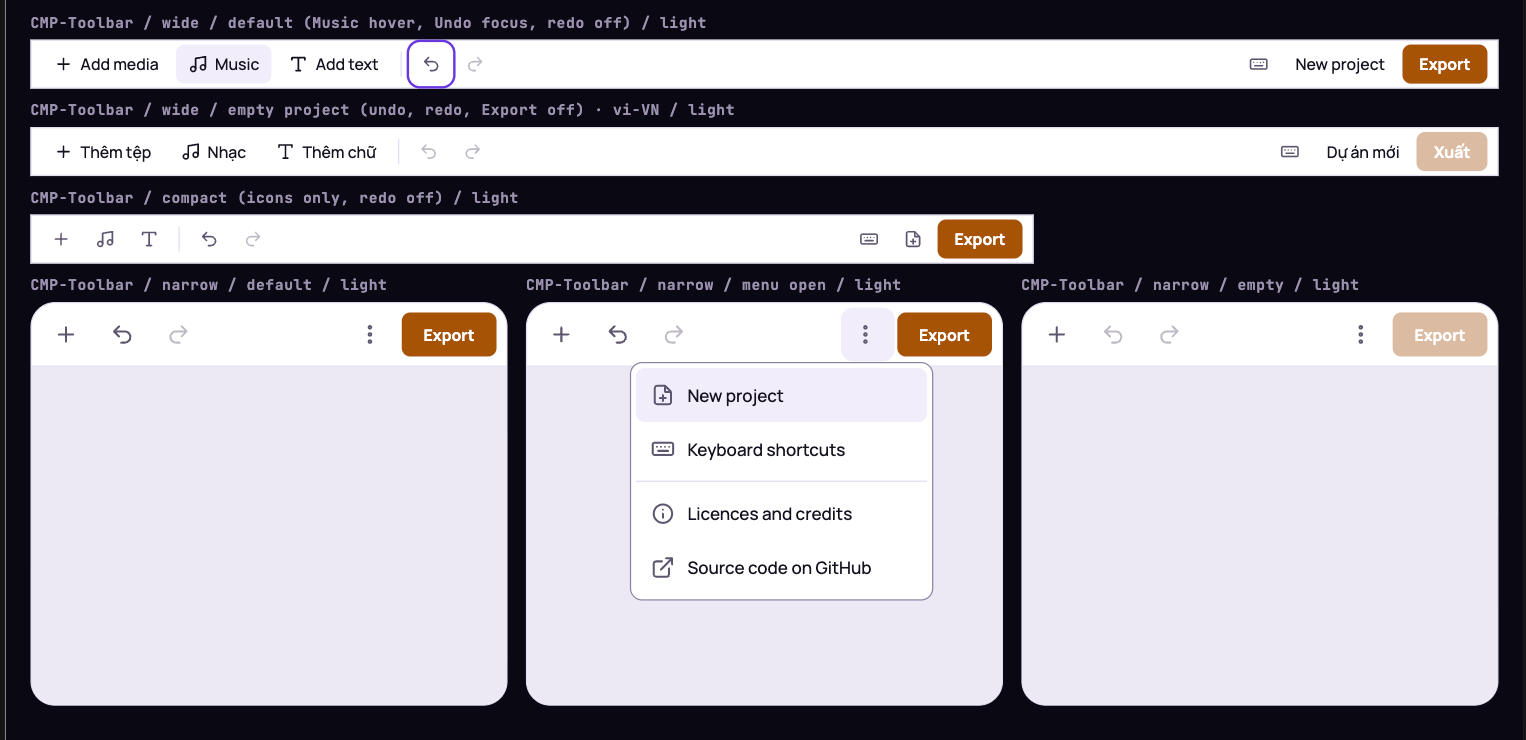 CMP-Toolbar / wide / default (Music hover, Undo focus, redo off) / light
Add media Music Add text New project Export
CMP-Toolbar / wide / empty project (undo, redo, Export off) · vi-VN / light
Thêm tệp Nhạc Thêm chữ Dự án mới Xuất
CMP-Toolbar / compact (icons only, redo off) / light
Export
CMP-Toolbar / narrow / default / light
Export
CMP-Toolbar / narrow / menu open / light
Export
New project
Keyboard shortcuts
Licences and credits
Source code on GitHub
CMP-Toolbar / narrow / empty / light
Export